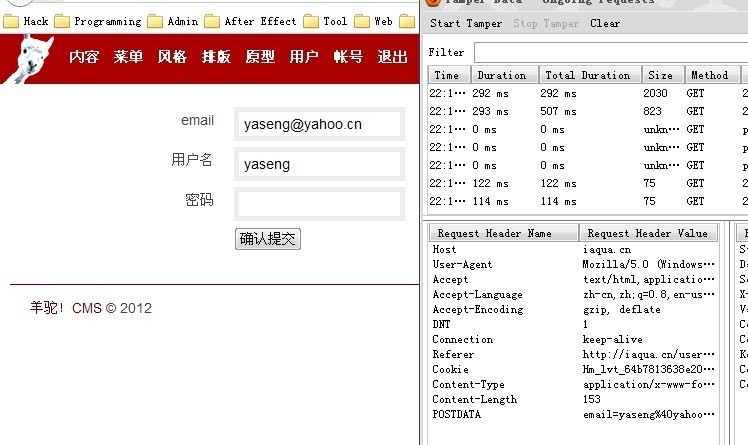 Tamper Data - Ongoing requests
Hack Programming Admin After Effect Tool Web
Start Tamper Stop Tamper Clear
内容 菜单 风格 排版 原型 用户 帐号 退出
Filter
Time Duration Total Duration Size Method
22:1… 292 ms 292 ms 2030 GET 2
22:1… 293 ms 507 ms 823 GET 2
22:1… 0 ms 0 ms unkn… GET p
22:1… 0 ms 0 ms unkn… GET p
22:1… 0 ms 0 ms unkn… GET p
22:1… 122 ms 122 ms 75 GET 2
22:1… 114 ms 114 ms 75 GET 2
email yaseng@yahoo.cn
用户名 yaseng
密码
确认提交
羊驼！CMS © 2012
Request Header Name Request Header Value
Host iaqua.cn
User-Agent Mozilla/5.0 (Windows…
Accept text/html,applicatio…
Accept-Language zh-cn,zh;q=0.8,en-us…
Accept-Encoding gzip, deflate
DNT 1
Connection keep-alive
Referer http://iaqua.cn/user…
Cookie Hm_lvt_64b7813638e20…
Content-Type application/x-www-fo…
Content-Length 153
POSTDATA email=yaseng%40yahoo…